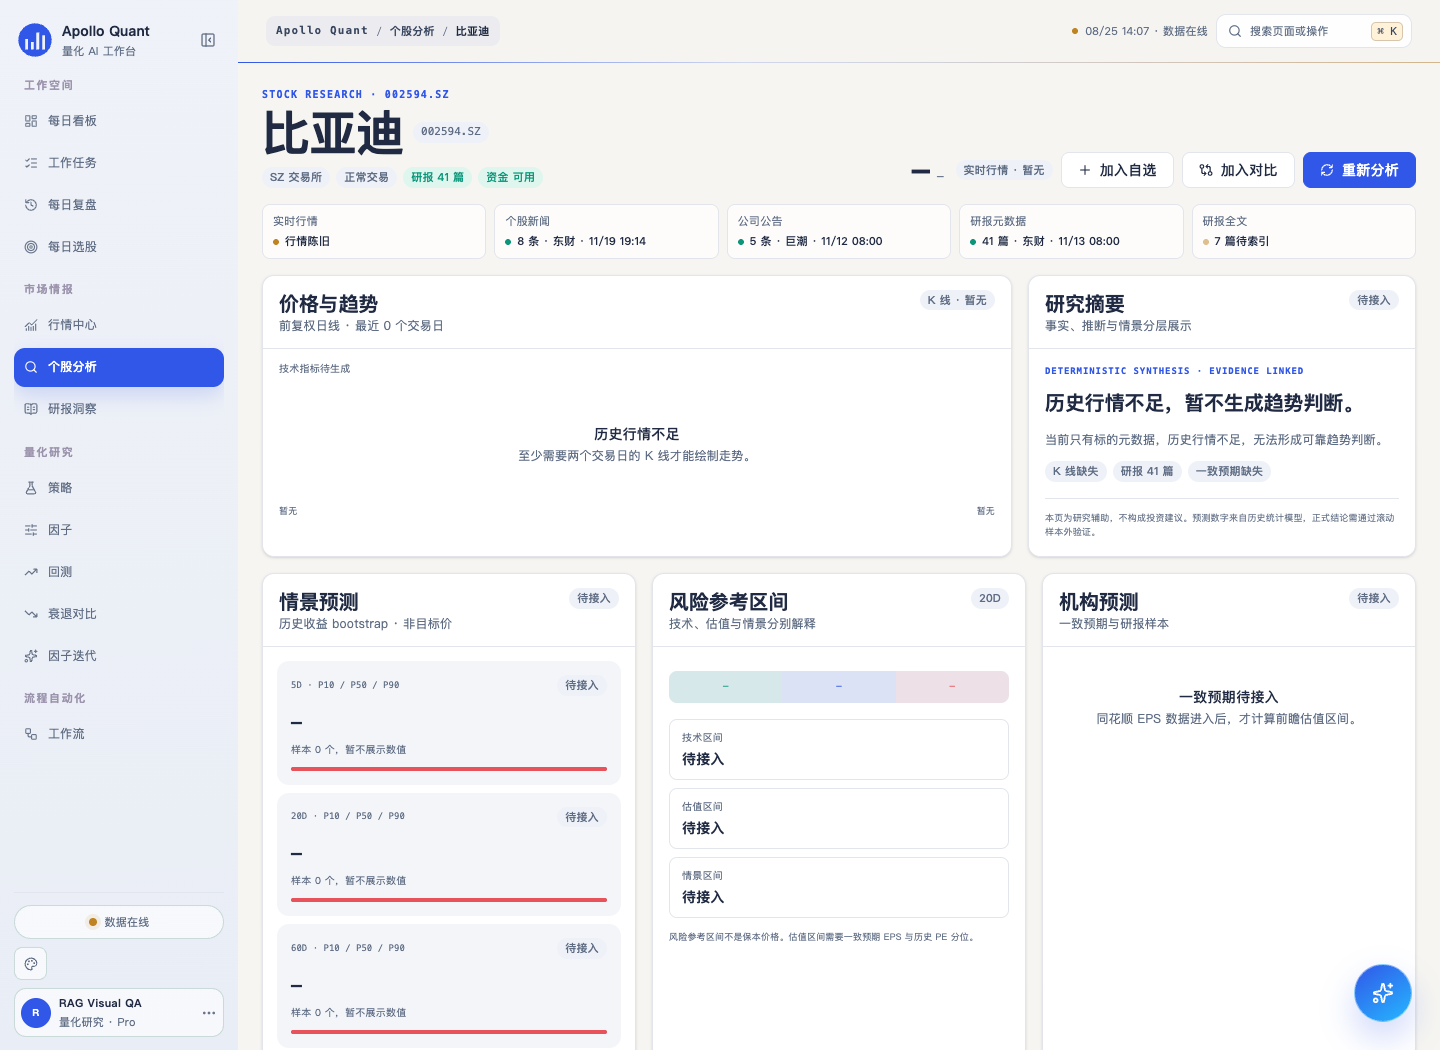 Apollo Quant
量化 AI 工作台
工作空间
每日看板
工作任务
每日复盘
每日选股
市场情报
行情中心
个股分析
研报洞察
量化研究
策略
因子
回测
衰退对比
因子迭代
流程自动化
工作流
数据在线
R
RAG Visual QA
量化研究 · Pro
Apollo Quant / 个股分析 / 比亚迪
08/25 14:07 · 数据在线
搜索页面或操作
⌘ K
STOCK RESEARCH · 002594.SZ
比亚迪 002594.SZ
SZ 交易所 正常交易 研报 41 篇 资金 可用
— – 实时行情 · 暂无
加入自选
加入对比
重新分析
实时行情
行情陈旧
个股新闻
8 条 · 东财 · 11/19 19:14
公司公告
5 条 · 巨潮 · 11/12 08:00
研报元数据
41 篇 · 东财 · 11/13 08:00
研报全文
7 篇待索引
价格与趋势
K 线 · 暂无
前复权日线 · 最近 0 个交易日
技术指标待生成
历史行情不足
至少需要两个交易日的 K 线才能绘制走势。
暂无 暂无
研究摘要
待接入
事实、推断与情景分层展示
DETERMINISTIC SYNTHESIS · EVIDENCE LINKED
历史行情不足，暂不生成趋势判断。
当前只有标的元数据，历史行情不足，无法形成可靠趋势判断。
K 线缺失 研报 41 篇 一致预期缺失
本页为研究辅助，不构成投资建议。预测数字来自历史统计模型，正式结论需通过滚动
样本外验证。
情景预测
待接入
历史收益 bootstrap · 非目标价
5D · P10 / P50 / P90
待接入
—
样本 0 个，暂不展示数值
20D · P10 / P50 / P90
待接入
—
样本 0 个，暂不展示数值
60D · P10 / P50 / P90
待接入
—
样本 0 个，暂不展示数值
风险参考区间
20D
技术、估值与情景分别解释
– – –
技术区间
待接入
估值区间
待接入
情景区间
待接入
风险参考区间不是保本价格。估值区间需要一致预期 EPS 与历史 PE 分位。
机构预测
待接入
一致预期与研报样本
一致预期待接入
同花顺 EPS 数据进入后，才计算前瞻估值区间。